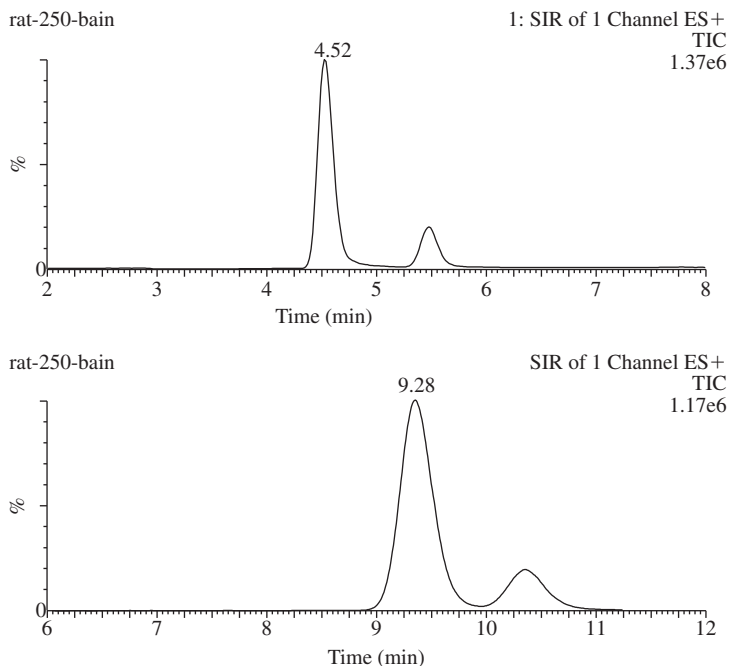 rat-250-bain
1: SIR of 1 Channel ES+
TIC
1.37e6
4.52
%
0
2 3 4 5 6 7 8
Time (min)
rat-250-bain
SIR of 1 Channel ES+
TIC
1.17e6
9.28
%
0
6 7 8 9 10 11 12
Time (min)